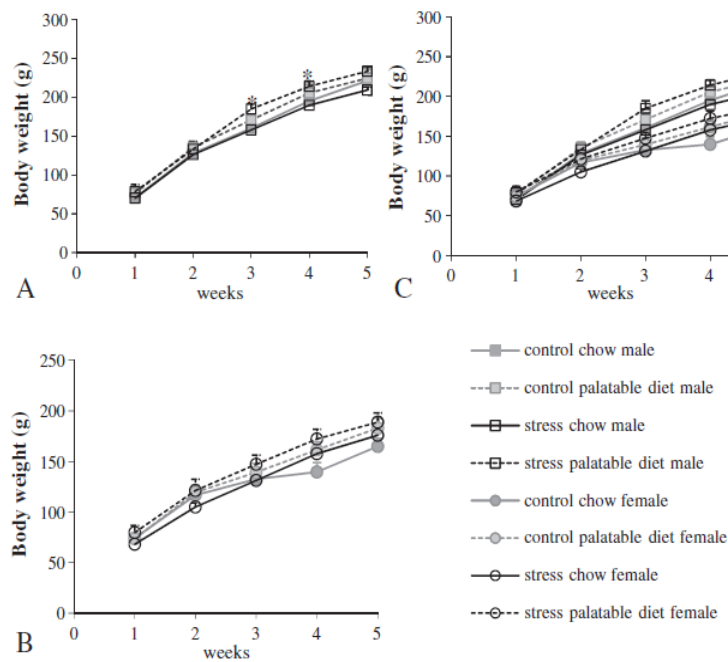 300
250
200
150
100
50
0
Body weight (g)
*
*
0
1
2
3
4
5
A
weeks
300
250
200
150
100
50
0
Body weight (g)
0
1
2
3
4
C
weeks
250
200
150
100
50
0
Body weight (g)
0
1
2
3
4
5
B
weeks
control chow male
control palatable diet male
stress chow male
stress palatable diet male
control chow female
control palatable diet female
stress chow female
stress palatable diet female